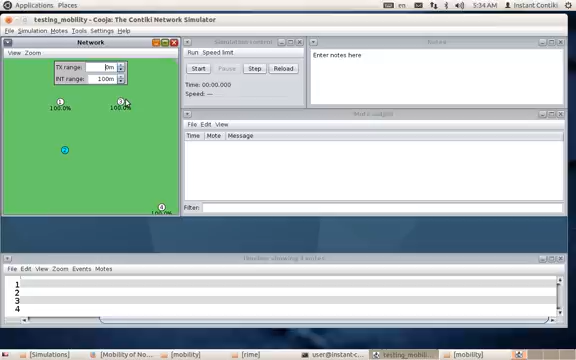 Applications Places
en
5:34 AM
Instant Contiki
testing_mobility - Cooja: The Contiki Network Simulator
File Simulation Motes Tools Settings Help
Network
View Zoom
TX range: 0m
INT range: 100m
1
3
100.0%
100.0%
2
4
100.0%
Simulation control
Run Speed limit
Start Pause Step Reload
Time: 00:00.000
Speed: ---
Notes
Enter notes here
Mote output
File Edit View
Time Mote Message
Filter:
Timeline showing 4 motes
File Edit View Zoom Events Motes
1
2
3
4
[Simulations]
[Mobility of No...
[mobility]
[rime]
user@instant<...
testing_mobili...
[mobility]